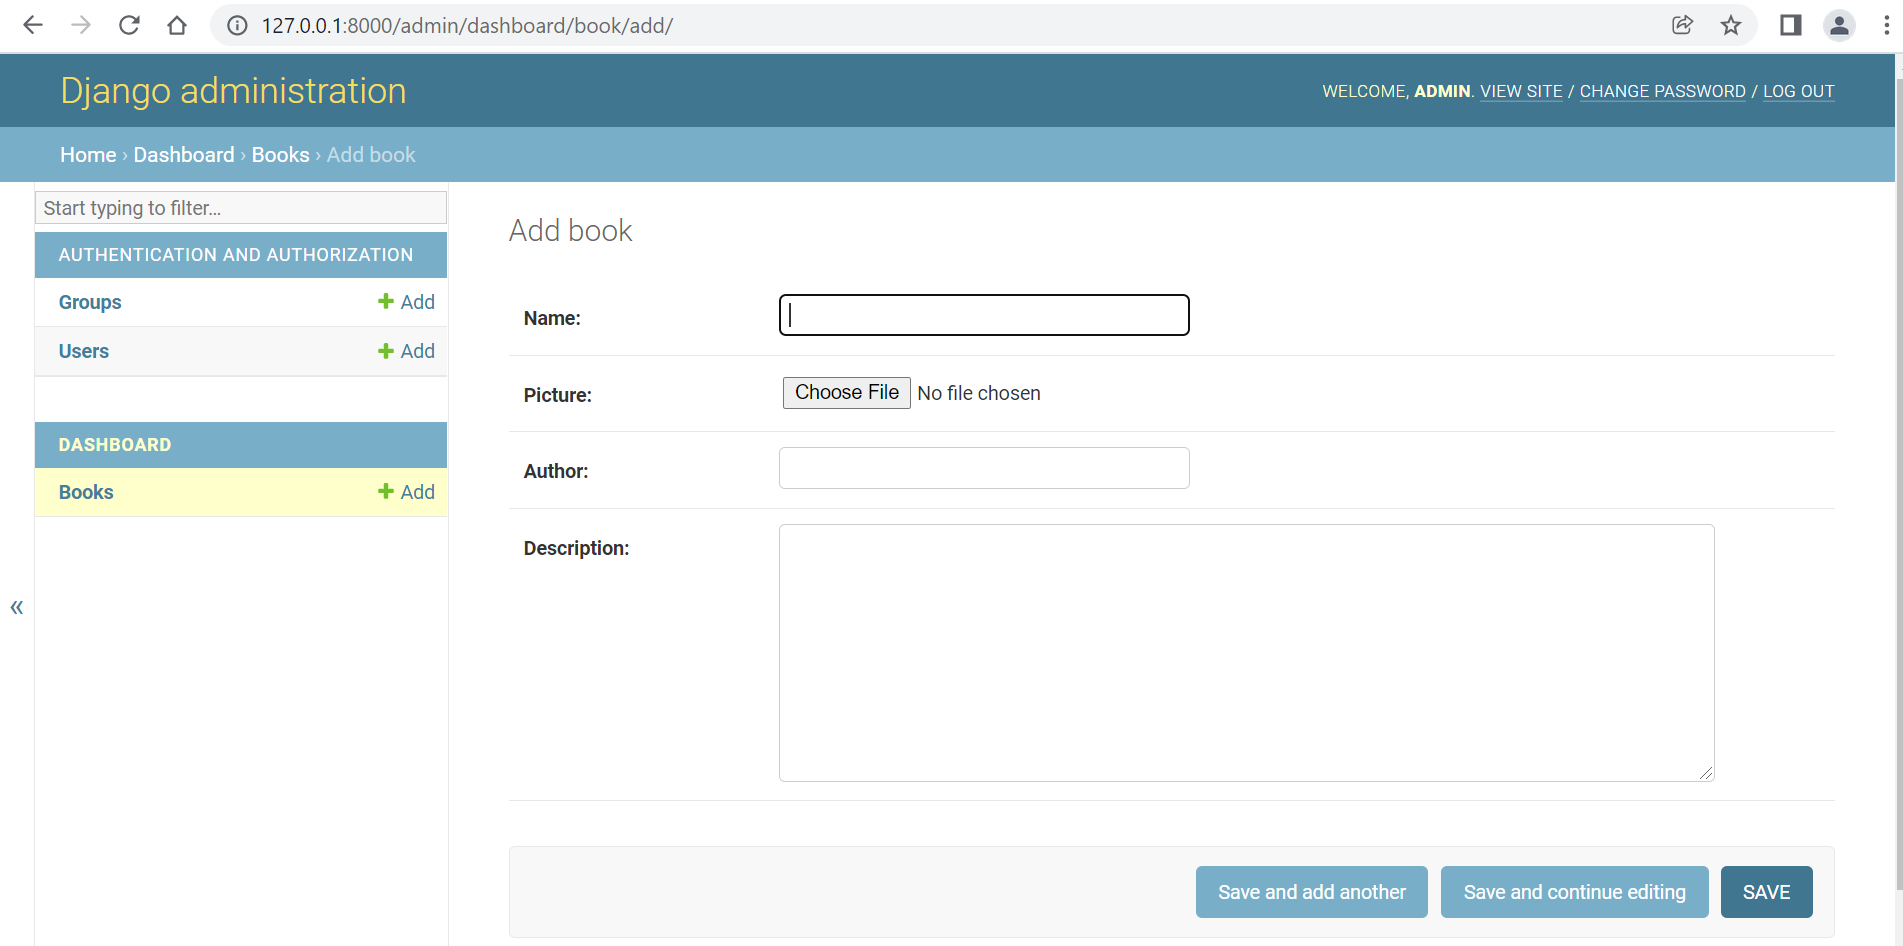 127.0.0.1:8000/admin/dashboard/book/add/
Django administration
WELCOME, ADMIN. VIEW SITE / CHANGE PASSWORD / LOG OUT
Home › Dashboard › Books › Add book
Start typing to filter...
AUTHENTICATION AND AUTHORIZATION
Groups + Add
Users + Add
DASHBOARD
Books + Add
«
Add book
Name:
Picture: Choose File No file chosen
Author:
Description:
Save and add another Save and continue editing SAVE